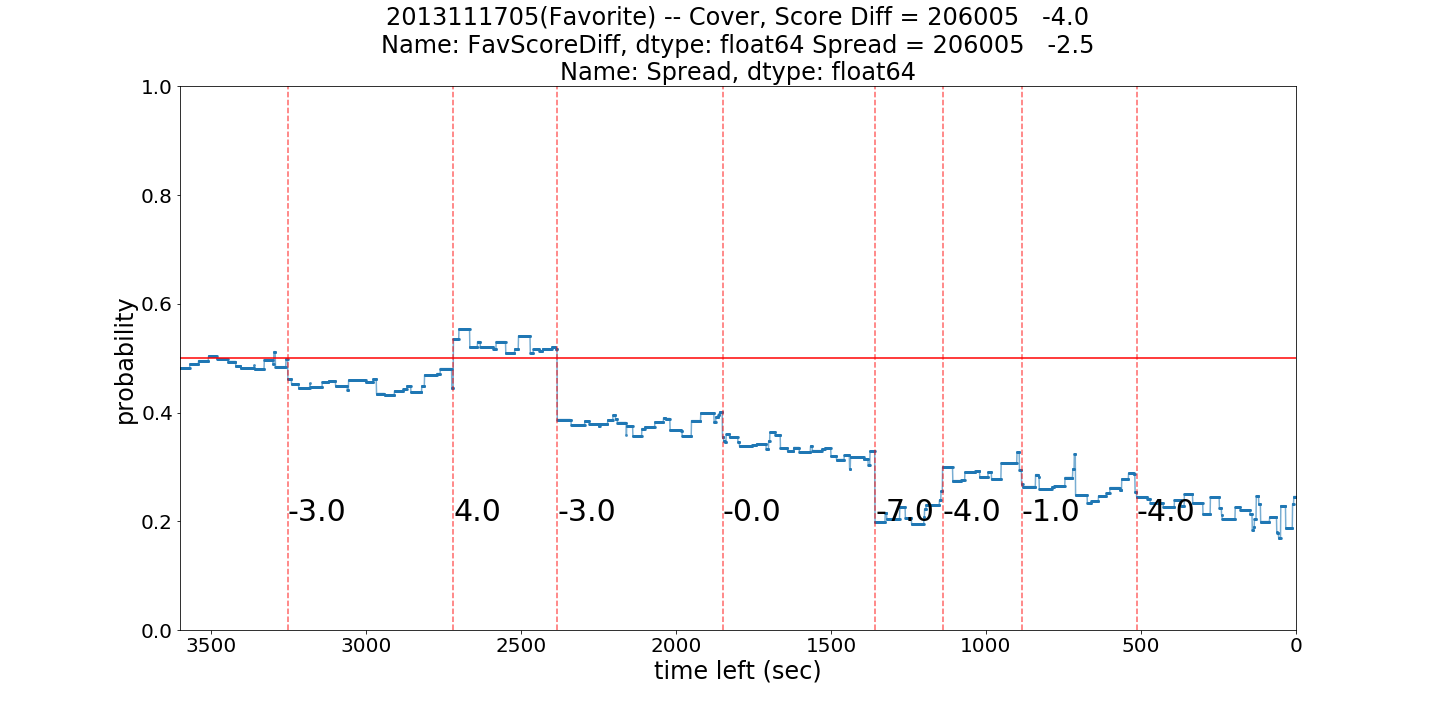 2013111705(Favorite) -- Cover, Score Diff = 206005   -4.0
Name: FavScoreDiff, dtype: float64 Spread = 206005   -2.5
Name: Spread, dtype: float64
1.0
0.8
0.6
0.4
0.2
0.0
probability
-3.0 4.0 -3.0 -0.0 -7.0 -4.0 -1.0 -4.0
3500 3000 2500 2000 1500 1000 500 0
time left (sec)